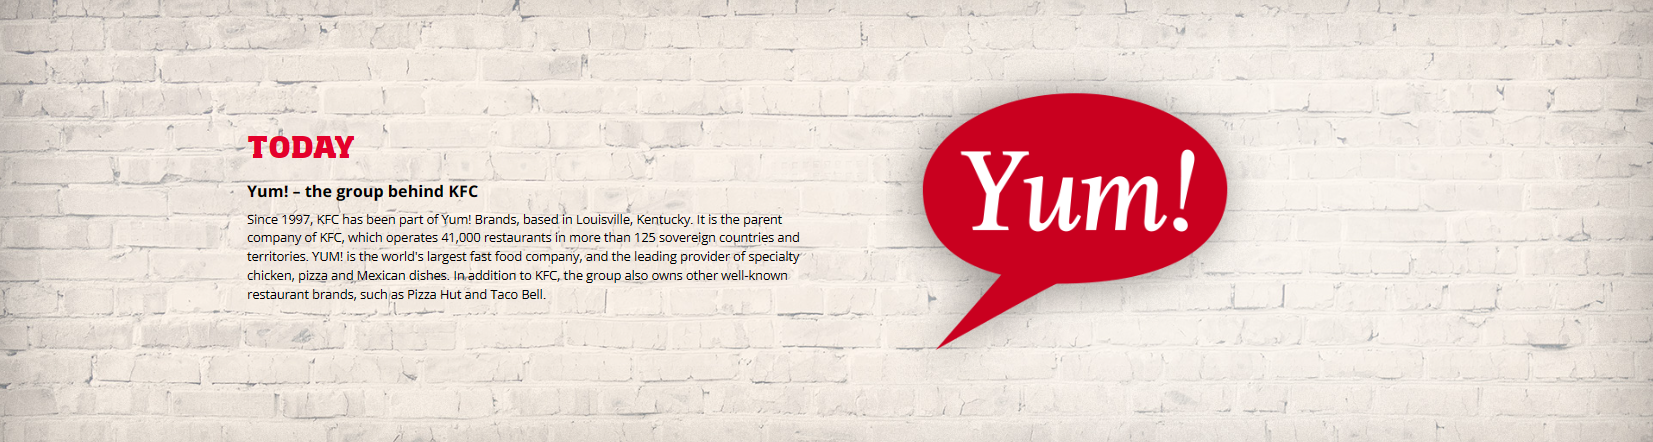 TODAY
Yum! – the group behind KFC
Since 1997, KFC has been part of Yum! Brands, based in Louisville, Kentucky. It is the parent
company of KFC, which operates 41,000 restaurants in more than 125 sovereign countries and
territories. YUM! is the world's largest fast food company, and the leading provider of specialty
chicken, pizza and Mexican dishes. In addition to KFC, the group also owns other well-known
restaurant brands, such as Pizza Hut and Taco Bell.
Yum!